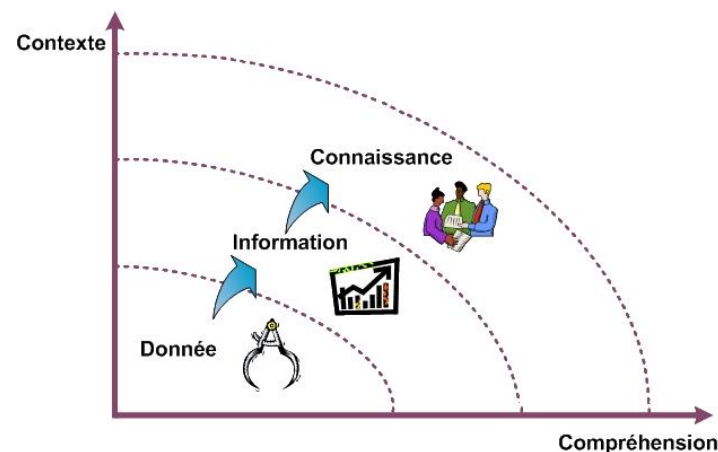 Contexte
Connaissance
Information
Donnée
Compréhension